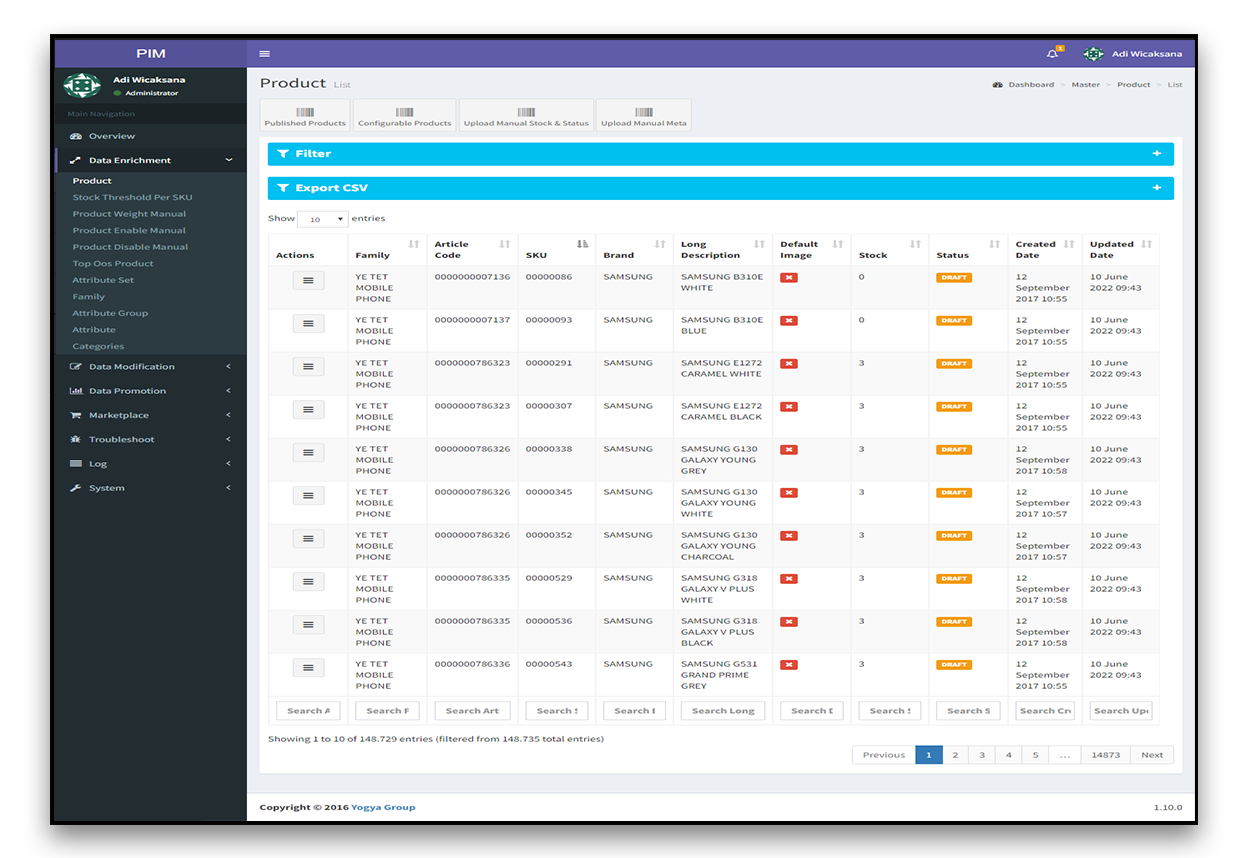 PIM
1
Adi Wicaksana
Adi Wicaksana
Administrator
Main Navigation
Overview
Data Enrichment
Product
Stock Threshold Per SKU
Product Weight Manual
Product Enable Manual
Product Disable Manual
Top Oos Product
Attribute Set
Family
Attribute Group
Attribute
Categories
Data Modification
Data Promotion
Marketplace
Troubleshoot
Log
System
Product List
Dashboard > Master > Product > List
Published Products Configurable Products Upload Manual Stock & Status Upload Manual Meta
Filter +
Export CSV +
Show 10 entries
Actions Family Article Code SKU Brand Long Description Default Image Stock Status Created Date Updated Date
YE TET MOBILE PHONE 0000000007136 00000086 SAMSUNG SAMSUNG B310E WHITE 0 DRAFT 12 September 2017 10:55 10 June 2022 09:43
YE TET MOBILE PHONE 0000000007137 00000093 SAMSUNG SAMSUNG B310E BLUE 0 DRAFT 12 September 2017 10:55 10 June 2022 09:43
YE TET MOBILE PHONE 0000000786323 00000291 SAMSUNG SAMSUNG E1272 CARAMEL WHITE 3 DRAFT 12 September 2017 10:55 10 June 2022 09:43
YE TET MOBILE PHONE 0000000786323 00000307 SAMSUNG SAMSUNG E1272 CARAMEL BLACK 3 DRAFT 12 September 2017 10:55 10 June 2022 09:43
YE TET MOBILE PHONE 0000000786326 00000338 SAMSUNG SAMSUNG G130 GALAXY YOUNG GREY 3 DRAFT 12 September 2017 10:58 10 June 2022 09:43
YE TET MOBILE PHONE 0000000786326 00000345 SAMSUNG SAMSUNG G130 GALAXY YOUNG WHITE 3 DRAFT 12 September 2017 10:57 10 June 2022 09:43
YE TET MOBILE PHONE 0000000786326 00000352 SAMSUNG SAMSUNG G130 GALAXY YOUNG CHARCOAL 3 DRAFT 12 September 2017 10:57 10 June 2022 09:43
YE TET MOBILE PHONE 0000000786335 00000529 SAMSUNG SAMSUNG G318 GALAXY V PLUS WHITE 3 DRAFT 12 September 2017 10:58 10 June 2022 09:43
YE TET MOBILE PHONE 0000000786335 00000536 SAMSUNG SAMSUNG G318 GALAXY V PLUS BLACK 3 DRAFT 12 September 2017 10:58 10 June 2022 09:43
YE TET MOBILE PHONE 0000000786336 00000543 SAMSUNG SAMSUNG G531 GRAND PRIME GREY 3 DRAFT 12 September 2017 10:55 10 June 2022 09:43
Search Search F Search Art Search Search Search Long Search Search Search S Search Cr Search Up
Showing 1 to 10 of 148.729 entries (filtered from 148.735 total entries)
Previous 1 2 3 4 5 ... 14873 Next
Copyright © 2016 Yogya Group 1.10.0